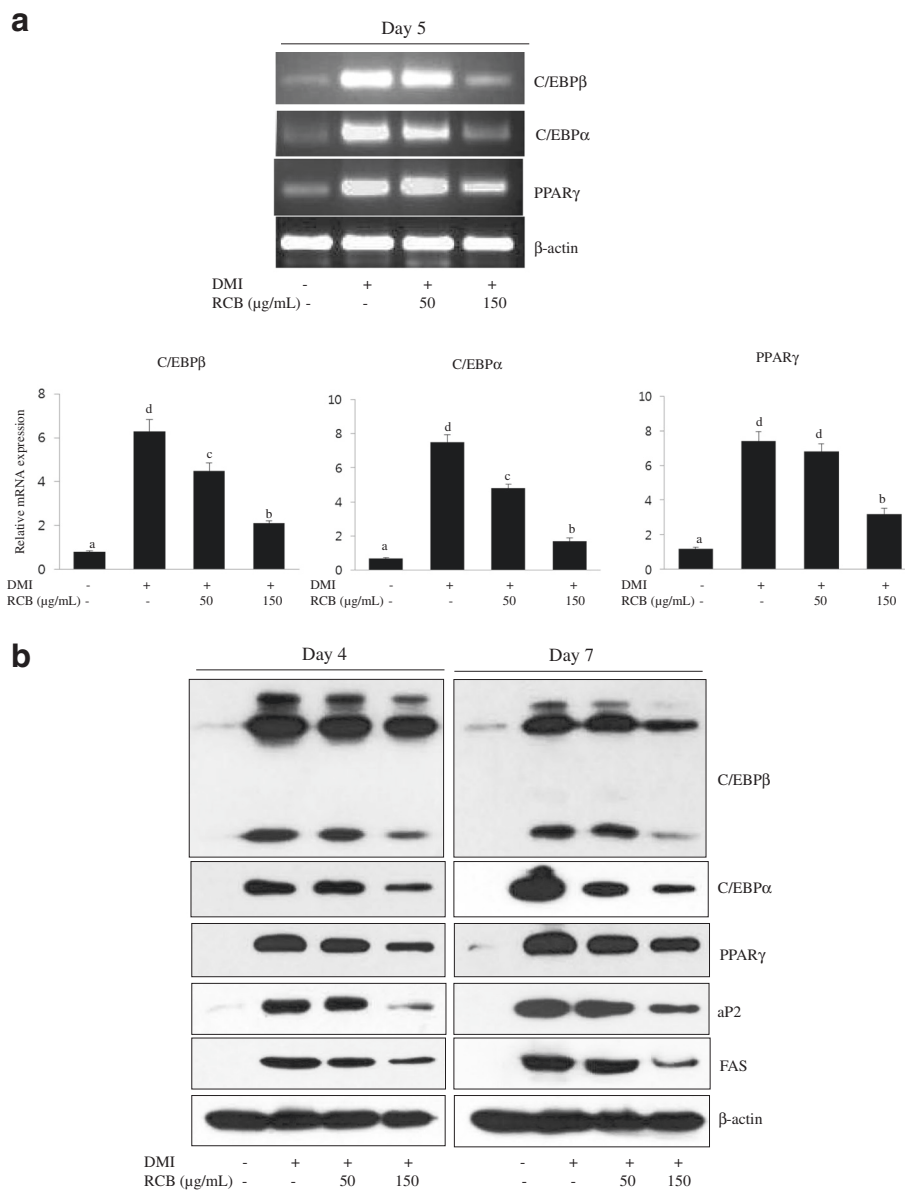 a
Day 5
C/EBPβ
C/EBPα
PPARγ
β-actin
DMI - + + +
RCB (µg/mL) - - 50 150
C/EBPβ
Relative mRNA expression
8
6
4
2
0
a d c b
DMI - + + +
RCB (µg/mL) - - 50 150
C/EBPα
10
8
6
4
2
0
a d c b
DMI - + + +
RCB (µg/mL) - - 50 150
PPARγ
10
8
6
4
2
0
a d d b
DMI - + + +
RCB (µg/mL) - - 50 150
b
Day 4 Day 7
C/EBPβ
C/EBPα
PPARγ
aP2
FAS
β-actin
DMI - + + + - + + +
RCB (µg/mL) - - 50 150 - - 50 150